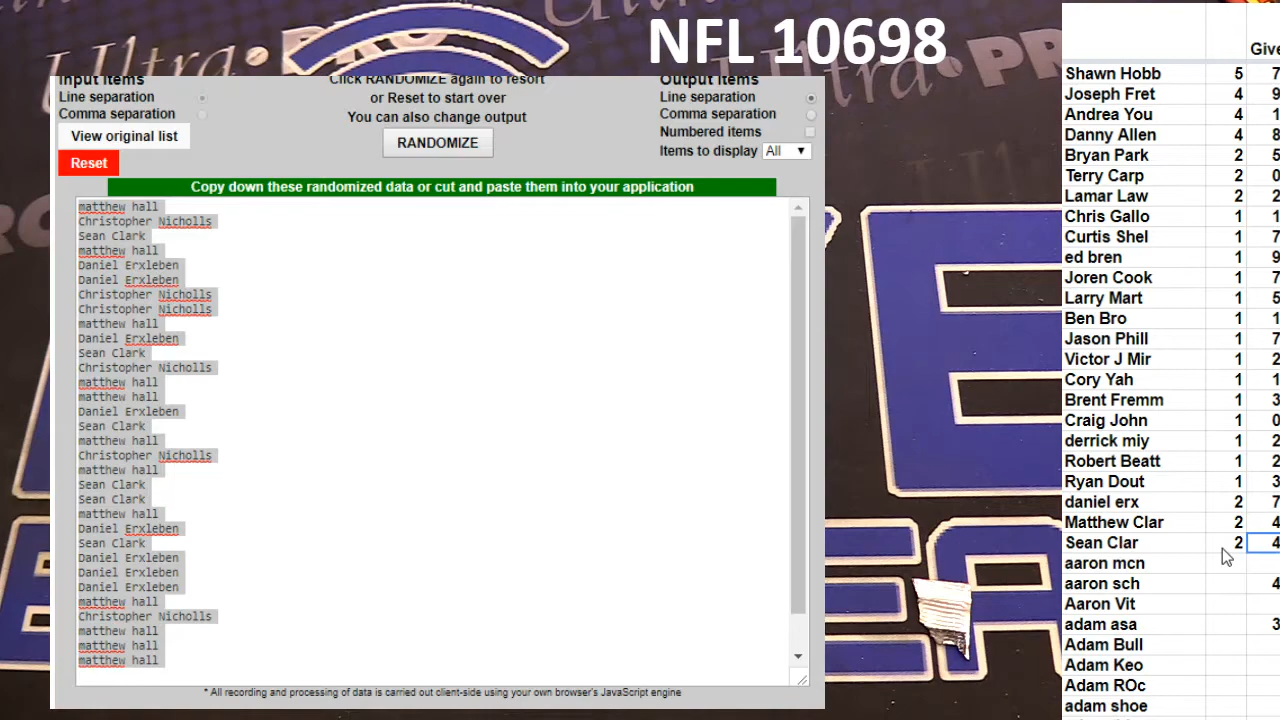 NFL 10698
Input Items
Line separation
Comma separation
View original list
Reset
Click RANDOMIZE again to resort
or Reset to start over
You can also change output
RANDOMIZE
Output Items
Line separation
Comma separation
Numbered items
Items to display All
Copy down these randomized data or cut and paste them into your application
matthew hall
Christopher Nicholls
Sean Clark
matthew hall
Daniel Erxleben
Daniel Erxleben
Christopher Nicholls
Christopher Nicholls
matthew hall
Daniel Erxleben
Sean Clark
Christopher Nicholls
matthew hall
matthew hall
Daniel Erxleben
Sean Clark
matthew hall
Christopher Nicholls
matthew hall
Sean Clark
Sean Clark
matthew hall
Daniel Erxleben
Sean Clark
Daniel Erxleben
Daniel Erxleben
Daniel Erxleben
matthew hall
Christopher Nicholls
matthew hall
matthew hall
matthew hall
* All recording and processing of data is carried out client-side using your own browser's JavaScript engine
Give
Shawn Hobb 5 7
Joseph Fret 4 9
Andrea You 4 1
Danny Allen 4 8
Bryan Park 2 5
Terry Carp 2 0
Lamar Law 2 2
Chris Gallo 1 1
Curtis Shel 1 7
ed bren 1 9
Joren Cook 1 7
Larry Mart 1 5
Ben Bro 1 1
Jason Phill 1 7
Victor J Mir 1 2
Cory Yah 1 1
Brent Fremm 1 3
Craig John 1 0
derrick miy 1 2
Robert Beatt 1 2
Ryan Dout 1 3
daniel erx 2 7
Matthew Clar 2 4
Sean Clar 2 4
aaron mcn
aaron sch 4
Aaron Vit
adam asa 3
Adam Bull
Adam Keo
Adam ROc
adam shoe